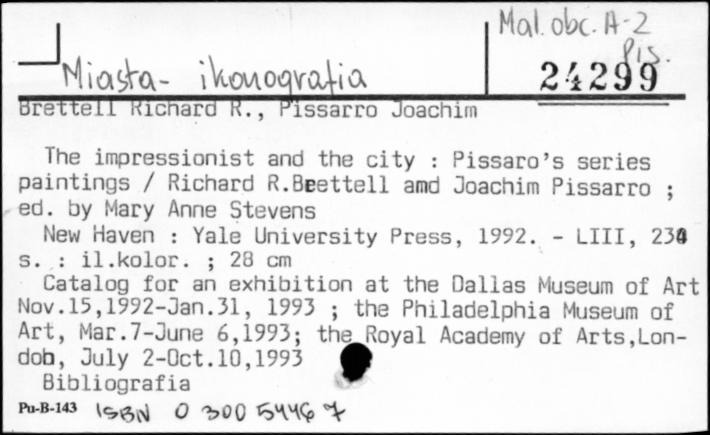 Mal. obc. A-2
Pis.
Miasta - ikonografia
24299
Brettell Richard R., Pissarro Joachim
The impressionist and the city : Pissaro's series
paintings / Richard R.Brettell and Joachim Pissarro ;
ed. by Mary Anne Stevens
New Haven : Yale University Press, 1992. - LIII, 230
s. : il.kolor. ; 28 cm
Catalog for an exhibition at the Dallas Museum of Art
Nov.15,1992-Jan.31, 1993 ; the Philadelphia Museum of
Art, Mar.7-June 6,1993; the Royal Academy of Arts,Lon-
don, July 2-Oct.10,1993
Bibliografia
Pu-B-143 ISBN 0 300 5446 7